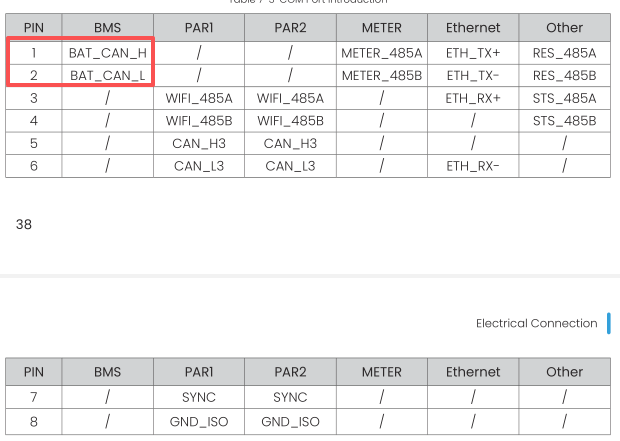 Table 7-3 COM Port Introduction
PIN BMS PAR1 PAR2 METER Ethernet Other
1 BAT_CAN_H / / METER_485A ETH_TX+ RES_485A
2 BAT_CAN_L / / METER_485B ETH_TX- RES_485B
3 / WIFI_485A WIFI_485A / ETH_RX+ STS_485A
4 / WIFI_485B WIFI_485B / / STS_485B
5 / CAN_H3 CAN_H3 / / /
6 / CAN_L3 CAN_L3 / ETH_RX- /
38
Electrical Connection
PIN BMS PAR1 PAR2 METER Ethernet Other
7 / SYNC SYNC / / /
8 / GND_ISO GND_ISO / / /